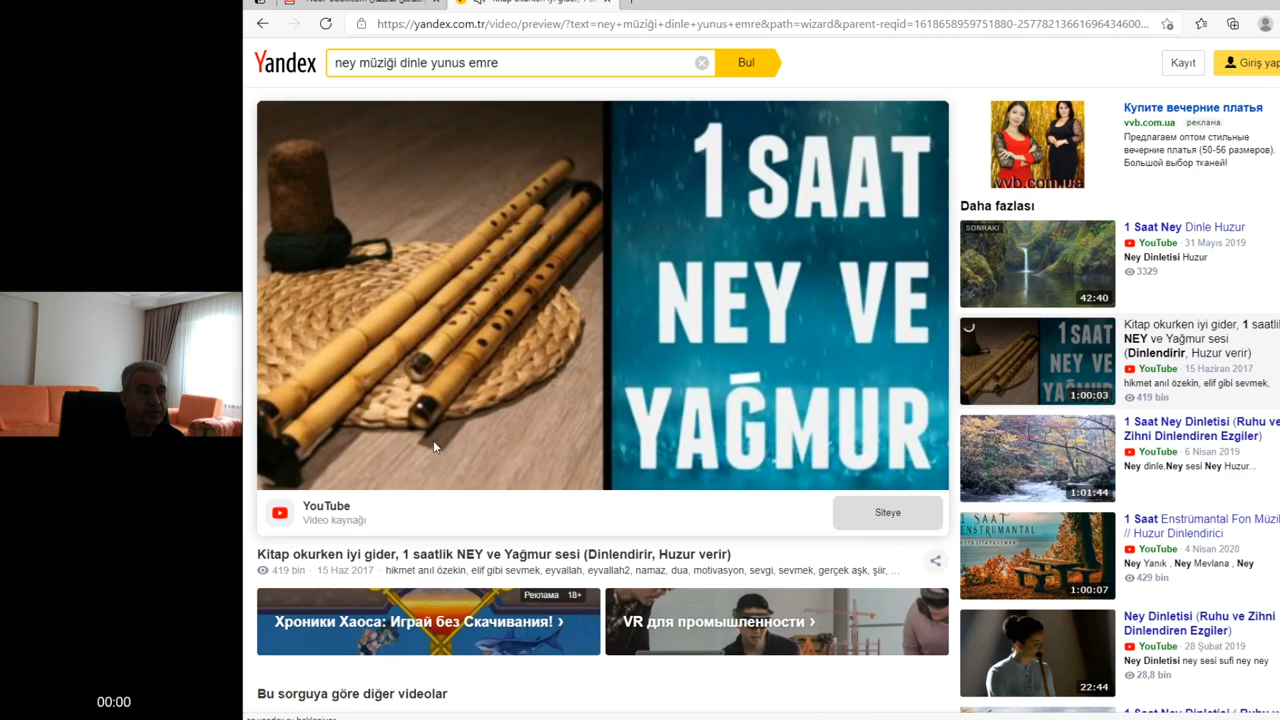 https://yandex.com.tr/video/preview/?text=ney+müziği+dinle+yunus+emre&path=wizard&parent-reqid=1618658959751880-25778213661696434600...
Yandex
ney müziği dinle yunus emre
Bul
Kayıt
Giriş yap
1 SAAT
NEY VE
YAĞMUR
YouTube
Video kaynağı
Siteye
Kitap okurken iyi gider, 1 saatlik NEY ve Yağmur sesi (Dinlendirir, Huzur verir)
419 bin · 15 Haz 2017 · hikmet anıl özekin, elif gibi sevmek, eyvallah, eyvallah2, namaz, dua, motivasyon, sevgi, sevmek, gerçek aşk, şiir, ...
Реклама 18+
Хроники Хаоса: Играй без Скачивания! ›
VR для промышленности ›
Bu sorguya göre diğer videolar
vvb.com.ua
Купите вечерние платья
vvb.com.ua реклама
Предлагаем оптом стильные
вечерние платья (50-56 размеров).
Большой выбор тканей!
Daha fazlası
SONRAKİ
42:40
1 Saat Ney Dinle Huzur
YouTube · 31 Mayıs 2019
Ney Dinletisi Huzur
3329
1 SAAT
NEY VE
YAĞMUR
1:00:03
Kitap okurken iyi gider, 1 saatli
NEY ve Yağmur sesi
(Dinlendirir, Huzur verir)
YouTube · 15 Haziran 2017
hikmet anıl özekin, elif gibi sevmek,
419 bin
1:01:44
1 Saat Ney Dinletisi (Ruhu ve
Zihni Dinlendiren Ezgiler)
YouTube · 6 Nisan 2019
Ney dinle,Ney sesi Ney Huzur...
1 SAAT
ENSTRÜMANTAL
1:00:07
1 Saat Enstrümantal Fon Müzi
// Huzur Dinlendirici
YouTube · 4 Nisan 2020
Ney Yanık , Ney Mevlana , Ney
429 bin
22:44
Ney Dinletisi (Ruhu ve Zihni
Dinlendiren Ezgiler)
YouTube · 28 Şubat 2019
Ney Dinletisi ney sesi sufi ney ney
28,8 bin
00:00